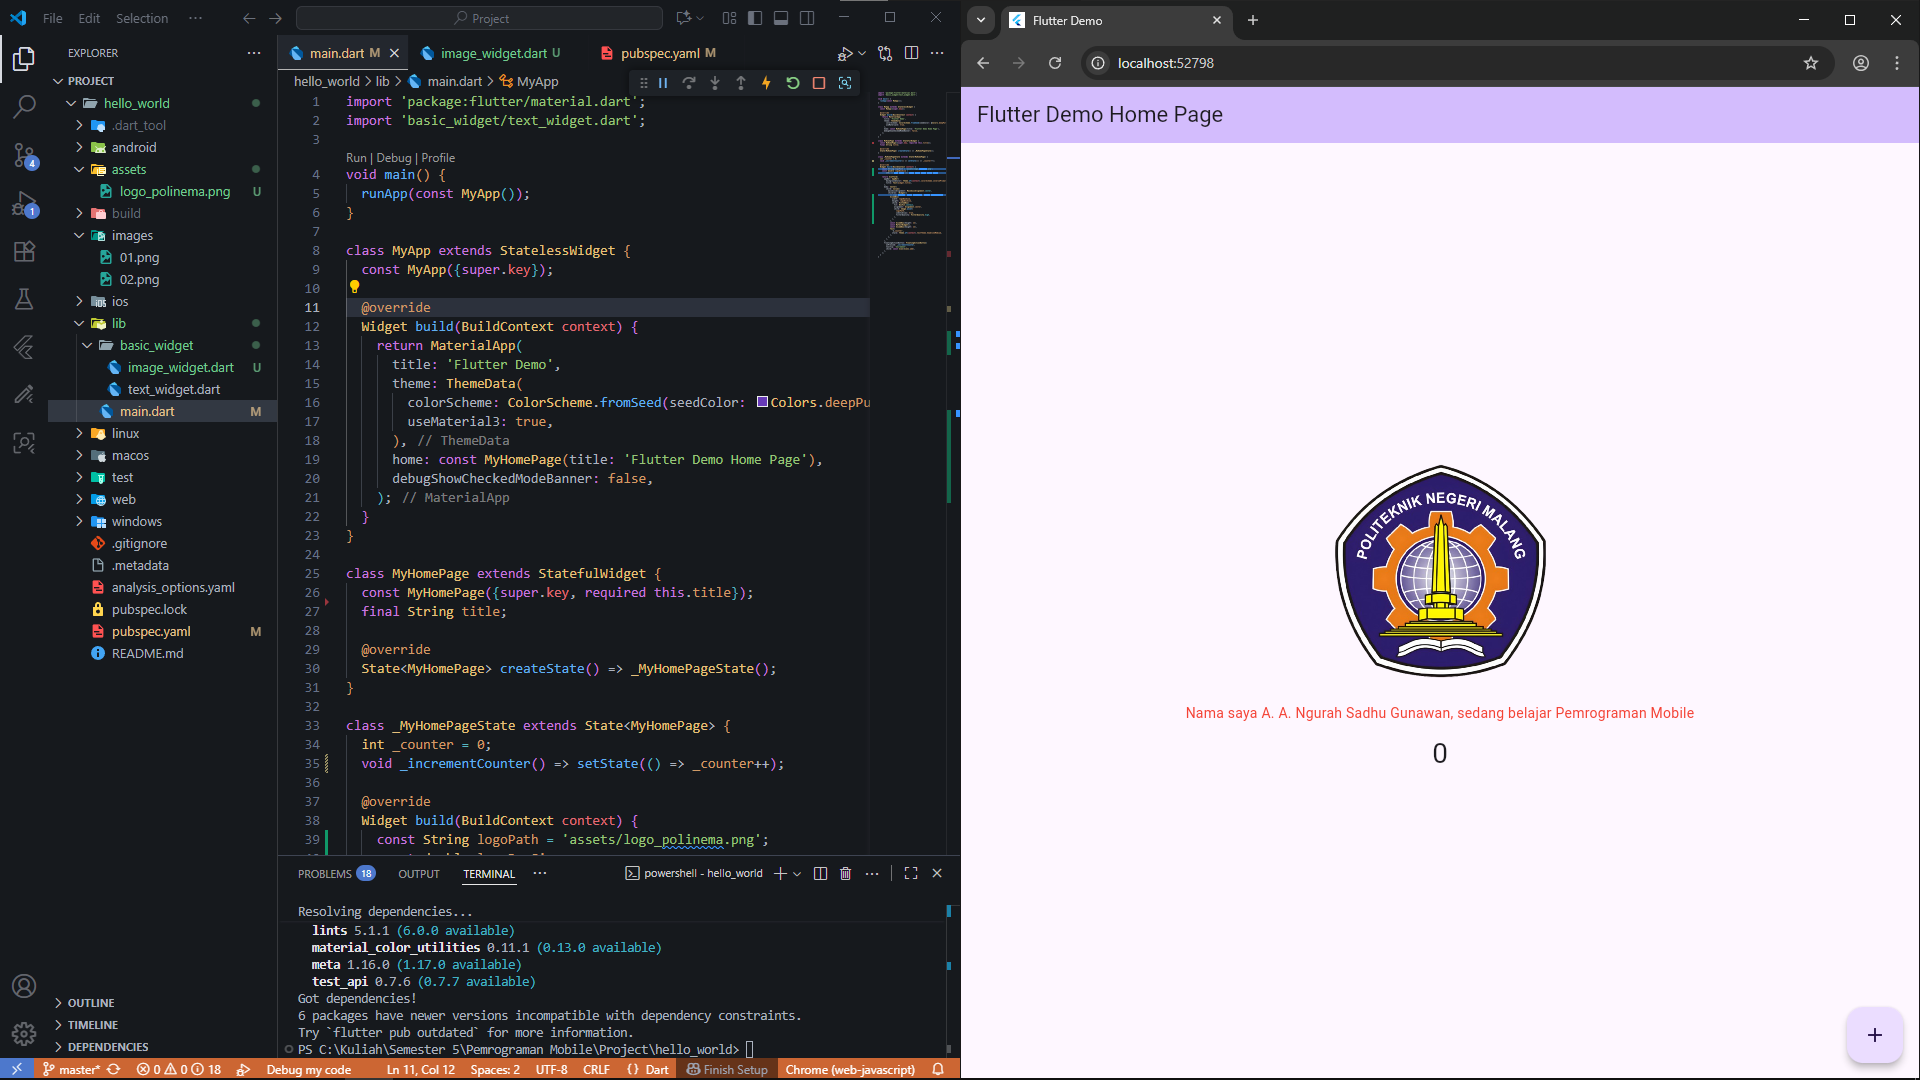 File Edit Selection ···
Project
EXPLORER ···
PROJECT
hello_world
.dart_tool
android
assets
logo_polinema.png U
build
images
01.png
02.png
ios
lib
basic_widget
image_widget.dart U
text_widget.dart
main.dart M
linux
macos
test
web
windows
.gitignore
.metadata
analysis_options.yaml
pubspec.lock
pubspec.yaml M
README.md
OUTLINE
TIMELINE
DEPENDENCIES
4
1
main.dart M image_widget.dart U pubspec.yaml M
hello_world > lib > main.dart > MyApp
1 import 'package:flutter/material.dart';
2 import 'basic_widget/text_widget.dart';
3
Run | Debug | Profile
4 void main() {
5 runApp(const MyApp());
6 }
7
8 class MyApp extends StatelessWidget {
9 const MyApp({super.key});
10
11 @override
12 Widget build(BuildContext context) {
13 return MaterialApp(
14 title: 'Flutter Demo',
15 theme: ThemeData(
16 colorScheme: ColorScheme.fromSeed(seedColor: Colors.deepPu
17 useMaterial3: true,
18 ), // ThemeData
19 home: const MyHomePage(title: 'Flutter Demo Home Page'),
20 debugShowCheckedModeBanner: false,
21 ); // MaterialApp
22 }
23 }
24
25 class MyHomePage extends StatefulWidget {
26 const MyHomePage({super.key, required this.title});
27 final String title;
28
29 @override
30 State<MyHomePage> createState() => _MyHomePageState();
31 }
32
33 class _MyHomePageState extends State<MyHomePage> {
34 int _counter = 0;
35 void _incrementCounter() => setState(() => _counter++);
36
37 @override
38 Widget build(BuildContext context) {
39 const String logoPath = 'assets/logo_polinema.png';
PROBLEMS 18 OUTPUT TERMINAL ··· powershell - hello_world
Resolving dependencies...
lints 5.1.1 (6.0.0 available)
material_color_utilities 0.11.1 (0.13.0 available)
meta 1.16.0 (1.17.0 available)
test_api 0.7.6 (0.7.7 available)
Got dependencies!
6 packages have newer versions incompatible with dependency constraints.
Try `flutter pub outdated` for more information.
PS C:\Kuliah\Semester 5\Pemrograman Mobile\Project\hello_world>
master* 0 0 18 Debug my code Ln 11, Col 12 Spaces: 2 UTF-8 CRLF {} Dart Finish Setup Chrome (web-javascript)
Flutter Demo
localhost:52798
Flutter Demo Home Page
POLITEKNIK NEGERI MALANG
Nama saya A. A. Ngurah Sadhu Gunawan, sedang belajar Pemrograman Mobile
0
+